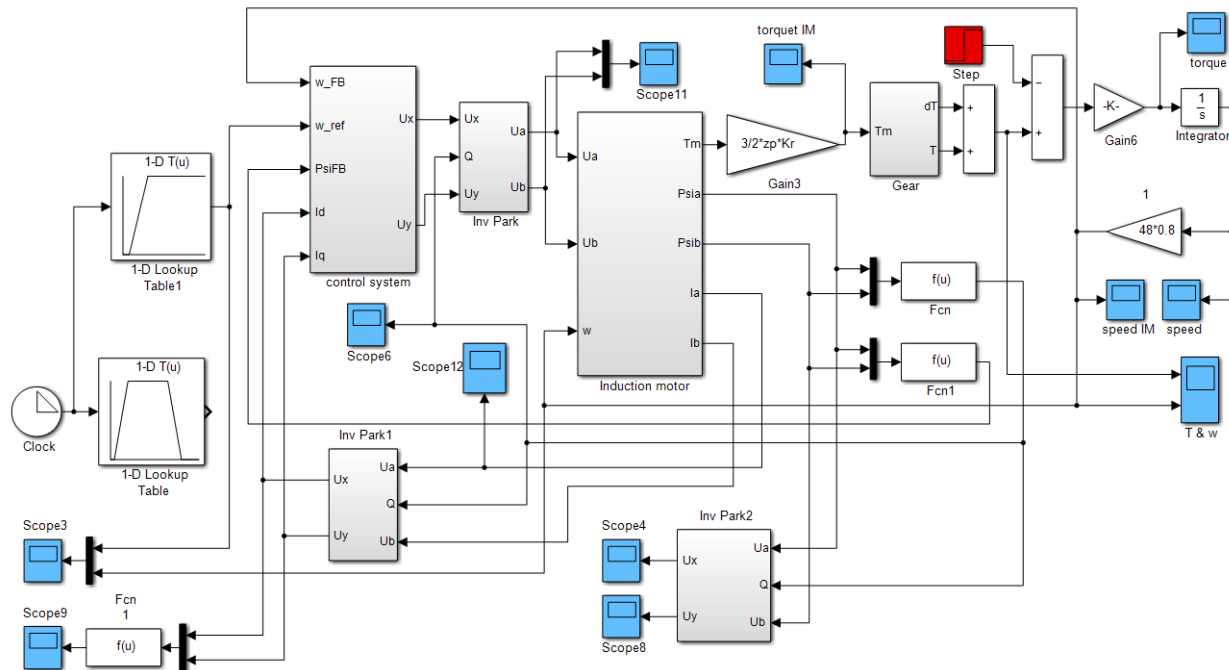 torquet IM
Step
torque
Scope11
w_FB
w_ref
PsiFB
Id
Iq
Ux
Uy
control system
Ux
Q
Uy
Ua
Ub
Inv Park
Ua
Ub
w
Tm
Psia
Psib
Ia
Ib
Induction motor
3/2*zp*Kr
Gain3
Tm
dT
T
Gear
+
+
−
+
-K-
Gain6
1
s
Integrator
1-D T(u)
1-D Lookup
Table1
1
48*0.8
f(u)
Fcn
speed IM
speed
Scope6
Scope12
f(u)
Fcn1
1-D T(u)
1-D Lookup
Table
Clock
T & w
Inv Park1
Ux
Uy
Ua
Q
Ub
Scope3
Scope4
Inv Park2
Ux
Uy
Ua
Q
Ub
Scope8
Scope9
Fcn
1
f(u)